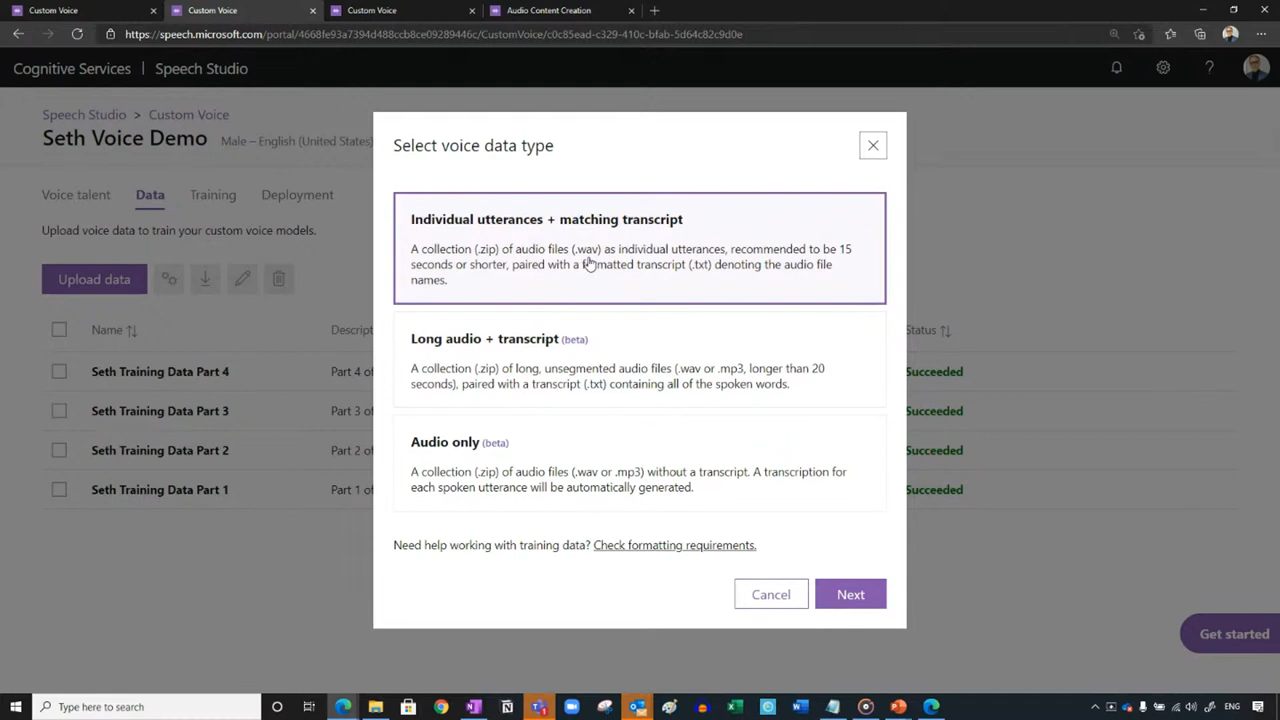 Custom Voice
Custom Voice
Custom Voice
Audio Content Creation
https://speech.microsoft.com/portal/4668fe93a7394d488ccb8ce09289446c/CustomVoice/c0c85ead-c329-410c-bfab-5d64c82c9d0e
Cognitive Services | Speech Studio
Speech Studio > Custom Voice
Seth Voice Demo Male – English (United States)
Voice talent Data Training Deployment
Upload data to train your custom voice models.
Upload data
Name Descript Status
Seth Training Data Part 4 Part 4 of Succeeded
Seth Training Data Part 3 Part 3 of Succeeded
Seth Training Data Part 2 Part 2 of Succeeded
Seth Training Data Part 1 Part 1 of Succeeded
Select voice data type
Individual utterances + matching transcript
A collection (.zip) of audio files (.wav) as individual utterances, recommended to be 15
seconds or shorter, paired with a formatted transcript (.txt) denoting the audio file
names.
Long audio + transcript (beta)
A collection (.zip) of long, unsegmented audio files (.wav or .mp3, longer than 20
seconds), paired with a transcript (.txt) containing all of the spoken words.
Audio only (beta)
A collection (.zip) of audio files (.wav or .mp3) without a transcript. A transcription for
each spoken utterance will be automatically generated.
Need help working with training data? Check formatting requirements.
Cancel Next
Get started
Type here to search
ENG